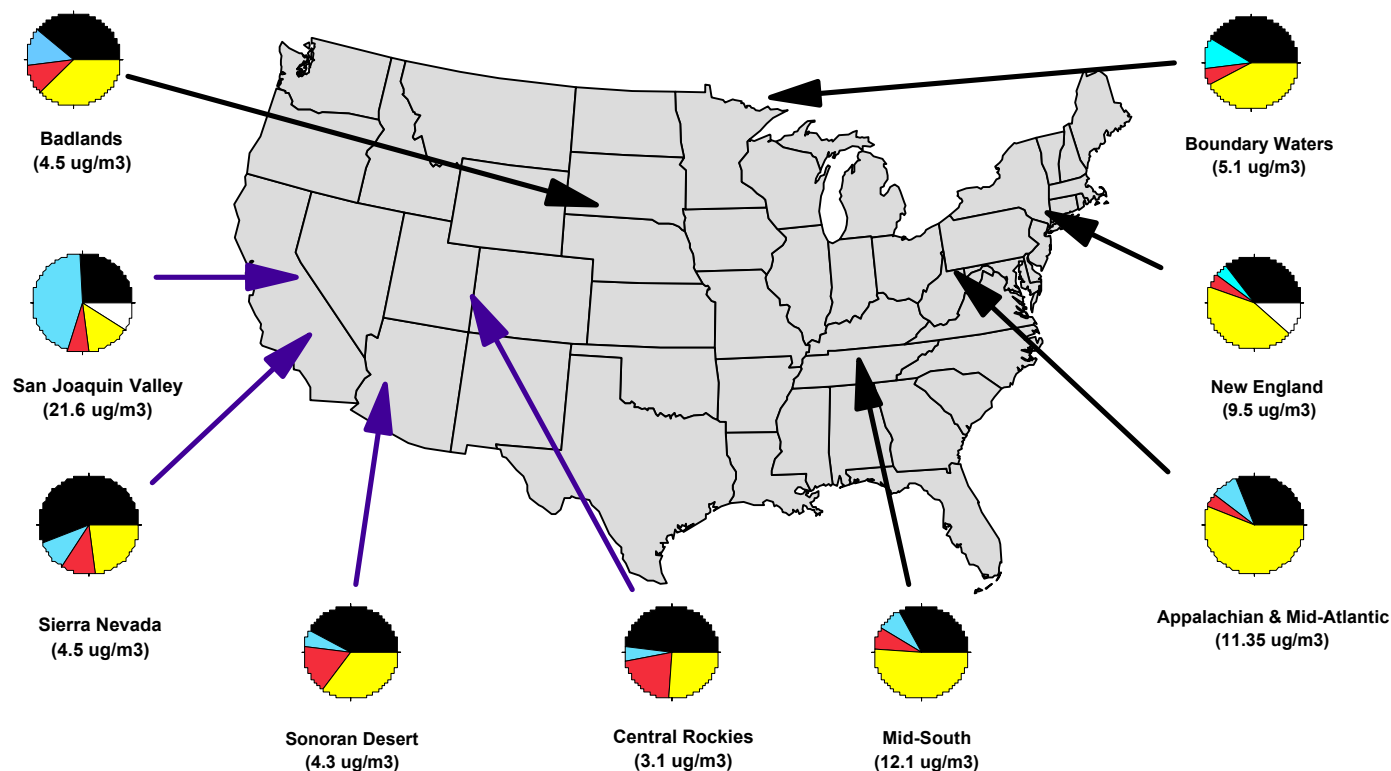 Badlands
(4.5 ug/m3)
Boundary Waters
(5.1 ug/m3)
San Joaquin Valley
(21.6 ug/m3)
New England
(9.5 ug/m3)
Sierra Nevada
(4.5 ug/m3)
Appalachian & Mid-Atlantic
(11.35 ug/m3)
Sonoran Desert
(4.3 ug/m3)
Central Rockies
(3.1 ug/m3)
Mid-South
(12.1 ug/m3)